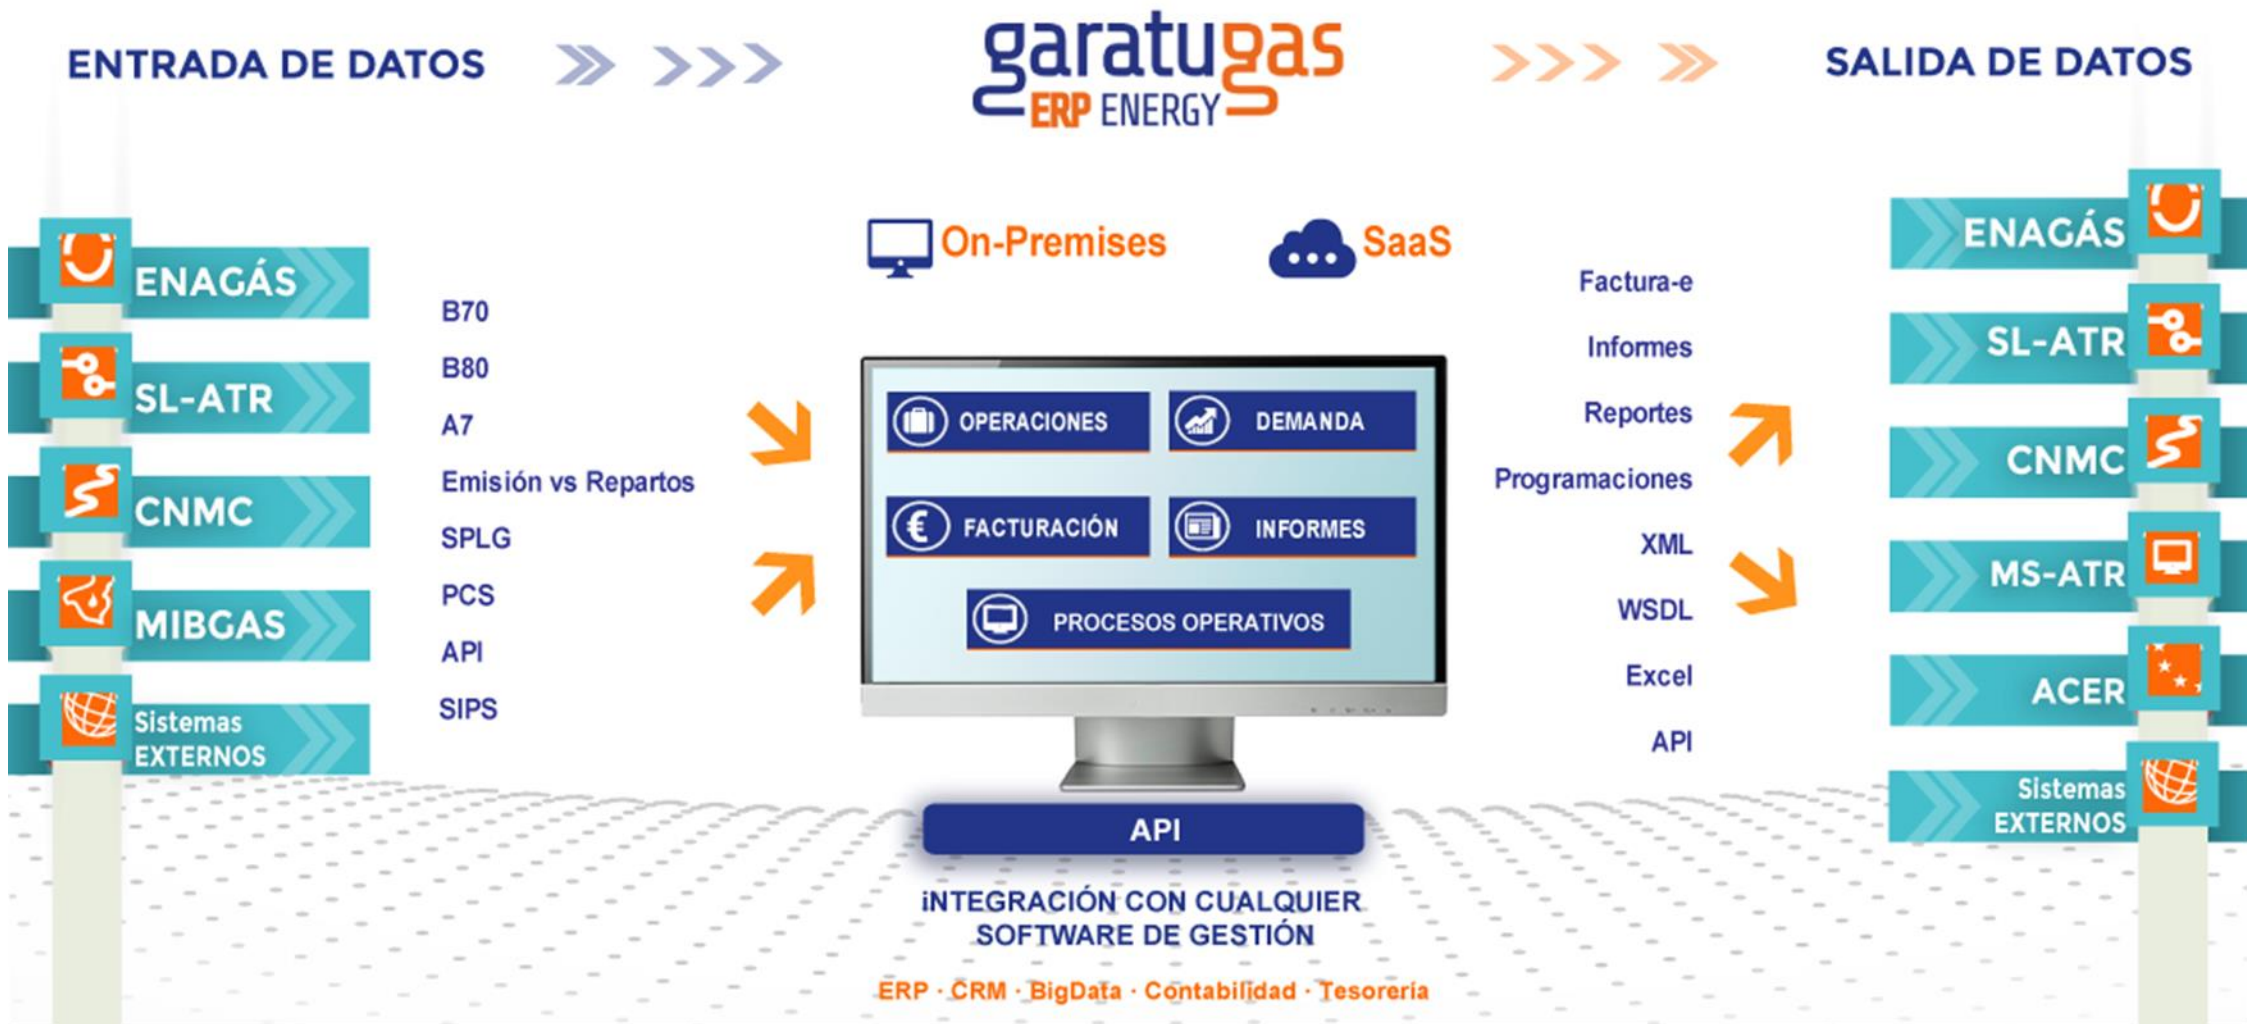 ENTRADA DE DATOS
garatugas
ERP ENERGY
SALIDA DE DATOS
On-Premises
SaaS
ENAGÁS
SL-ATR
CNMC
MIBGAS
Sistemas
EXTERNOS
B70
B80
A7
Emisión vs Repartos
SPLG
PCS
API
SIPS
OPERACIONES
DEMANDA
FACTURACIÓN
INFORMES
PROCESOS OPERATIVOS
Factura-e
Informes
Reportes
Programaciones
XML
WSDL
Excel
API
ENAGÁS
SL-ATR
CNMC
MS-ATR
ACER
Sistemas
EXTERNOS
API
iNTEGRACIÓN CON CUALQUIER
SOFTWARE DE GESTIÓN
ERP · CRM · BigData · Contabilidad · Tesorería